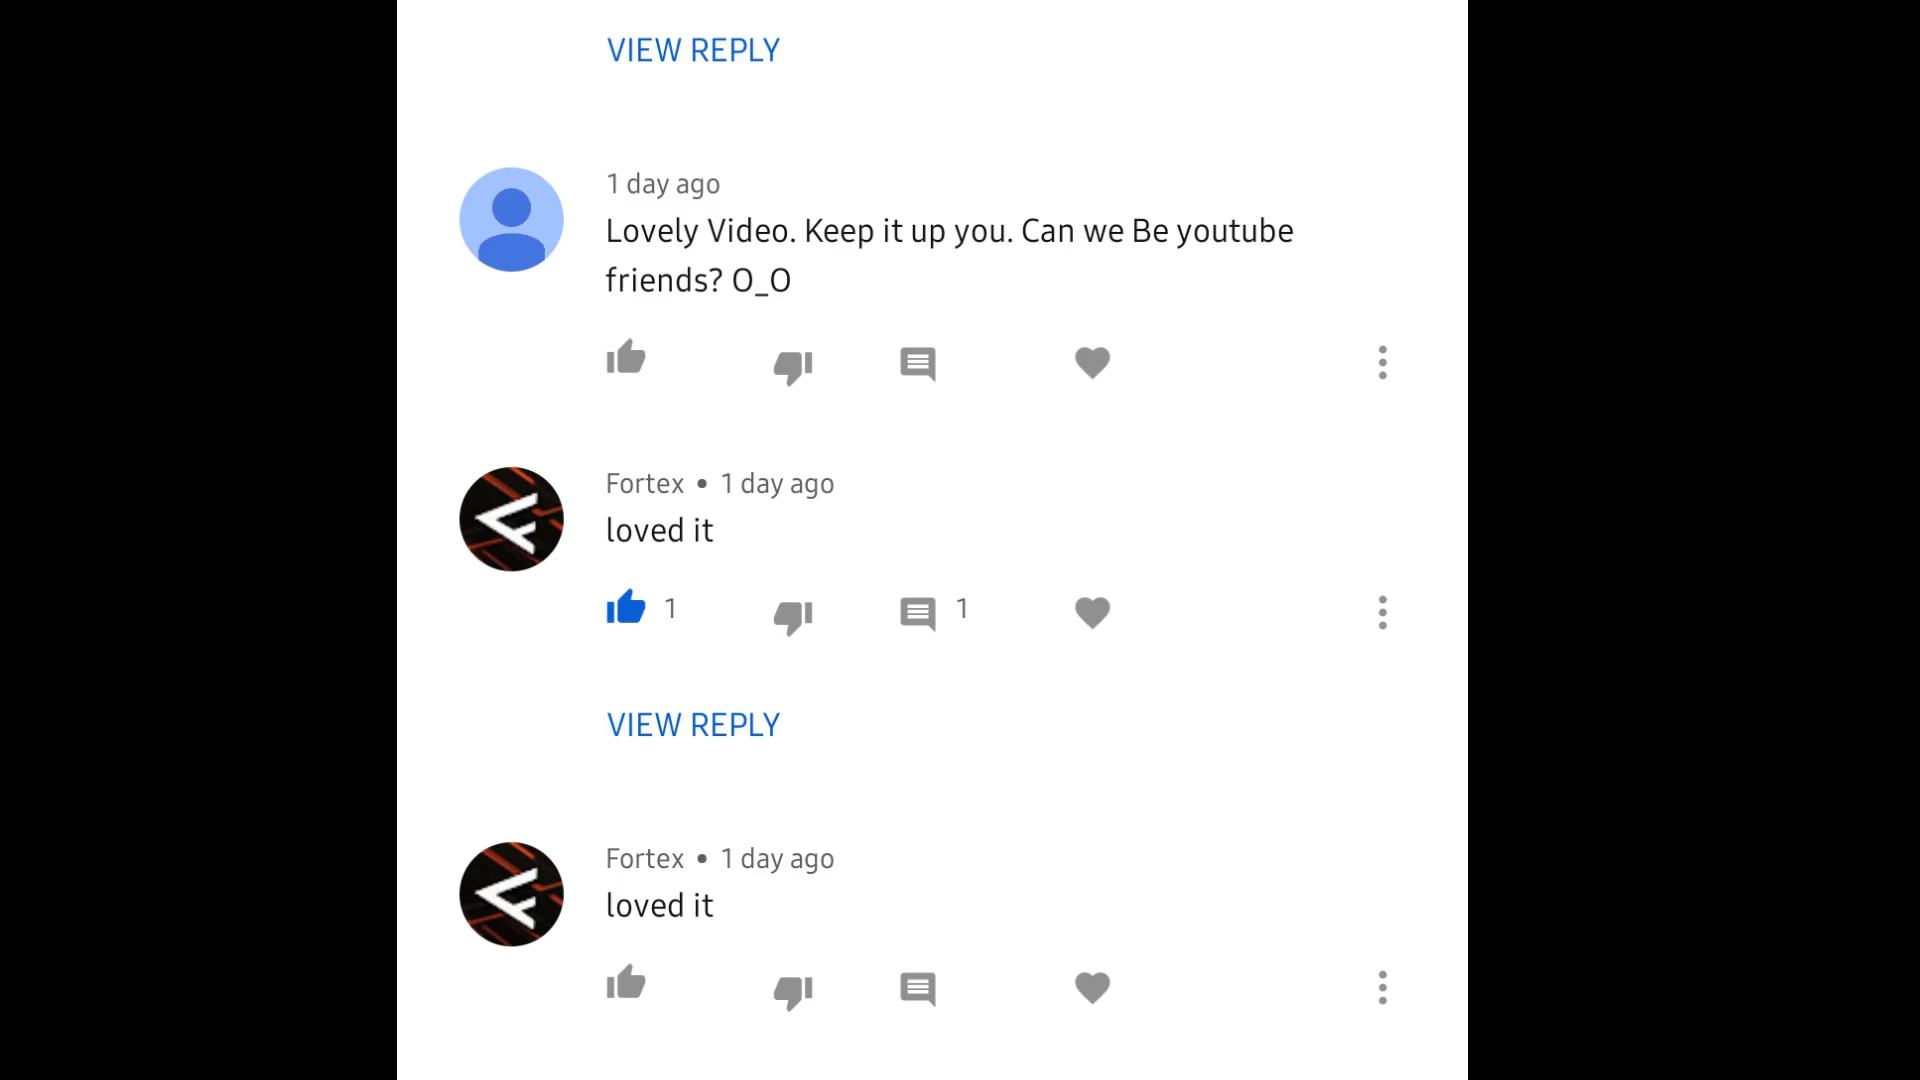 VIEW REPLY
1 day ago
Lovely Video. Keep it up you. Can we Be youtube
friends? O_O
Fortex • 1 day ago
loved it
1
1
VIEW REPLY
Fortex • 1 day ago
loved it